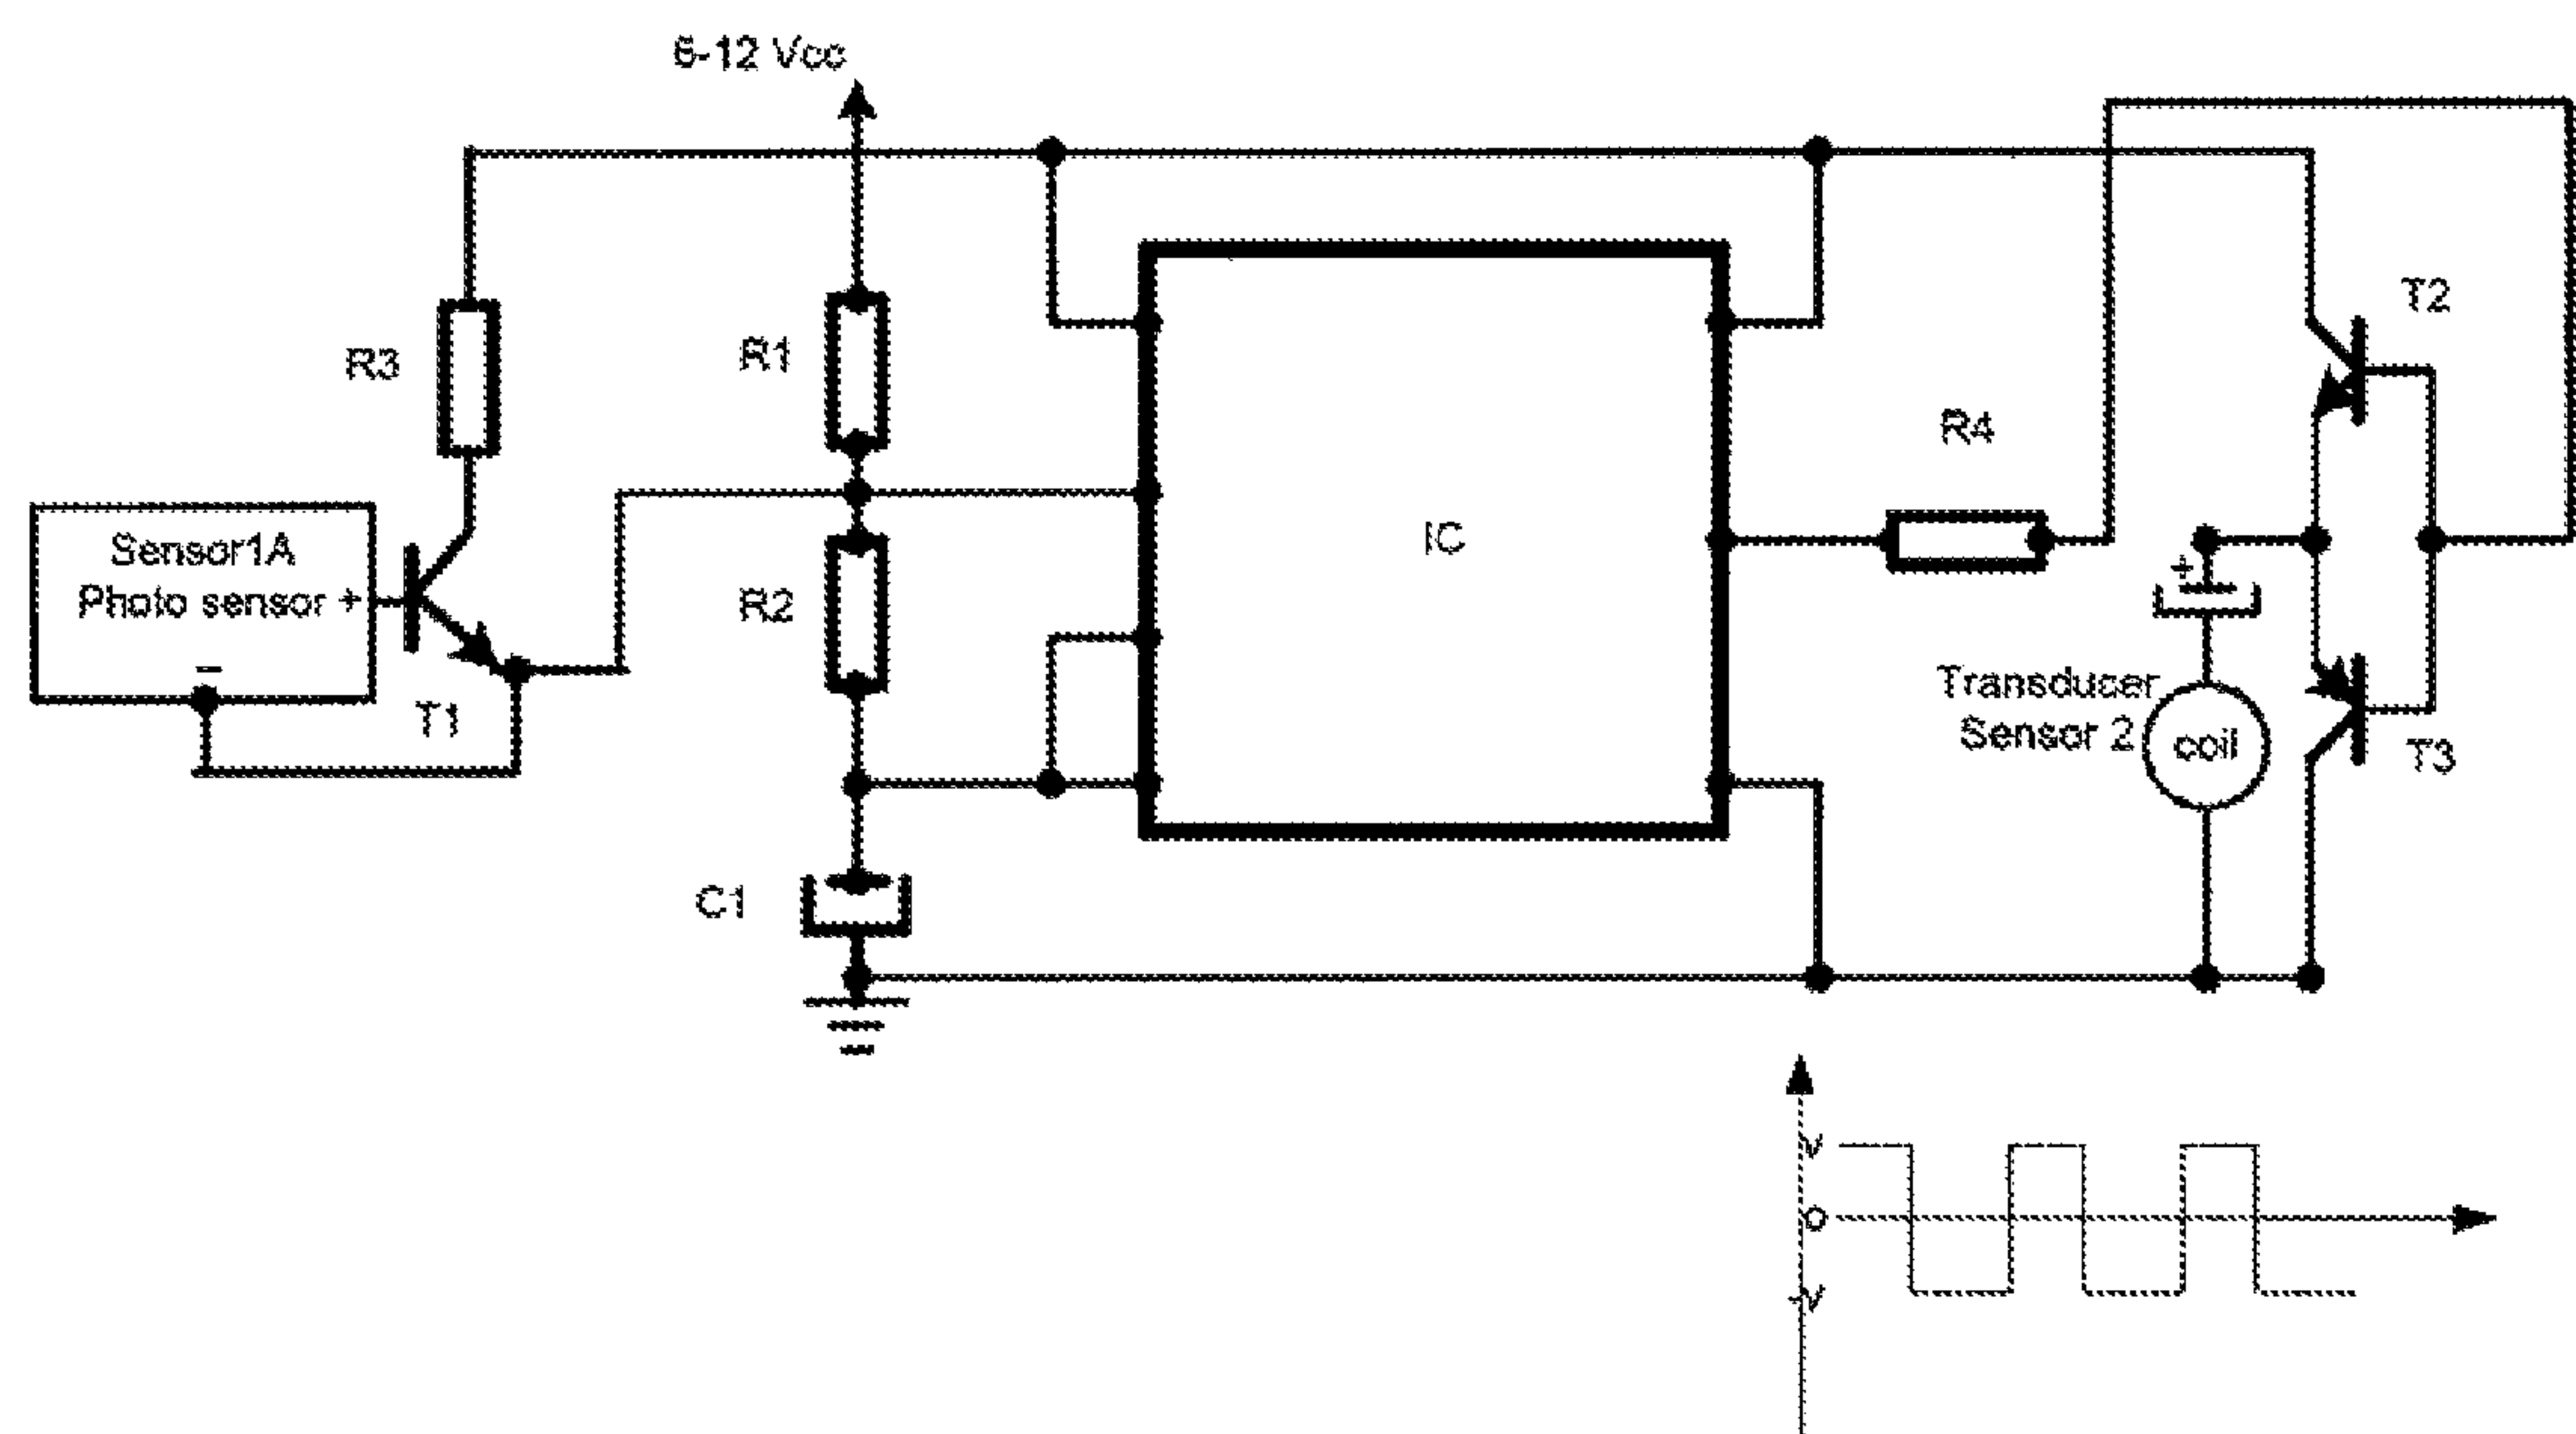 6-12 Vcc
T2
R3
R1
R4
Sensor1A
Photo sensor +
IC
R2
+
–
T1
Transducer
Sensor 2
coil
T3
C1
V
O
-V